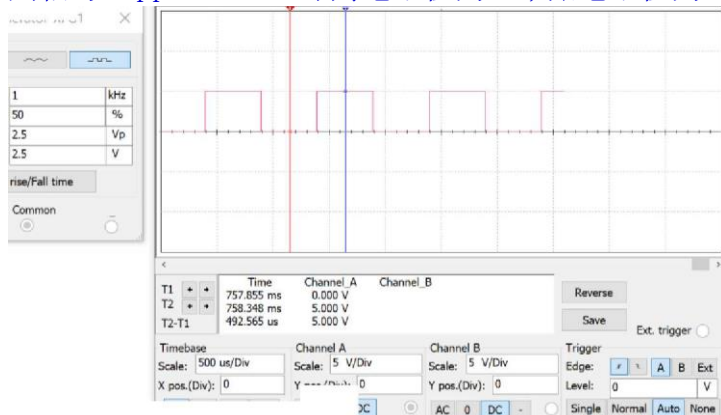 1 kHz
50 %
2.5 Vp
2.5 V
rise/Fall time
Common
-
T1
T2
T2-T1
Time Channel_A Channel_B
757.855 ms 0.000 V
758.348 ms 5.000 V
492.565 us 5.000 V
Reverse
Save
Ext. trigger
Timebase
Scale: 500 us/Div
X pos.(Div): 0
Channel A
Scale: 5 V/Div
0
DC
Channel B
Scale: 5 V/Div
Y pos.(Div): 0
AC 0 DC -
Trigger
Edge: A B Ext
Level: 0 V
Single Normal Auto None